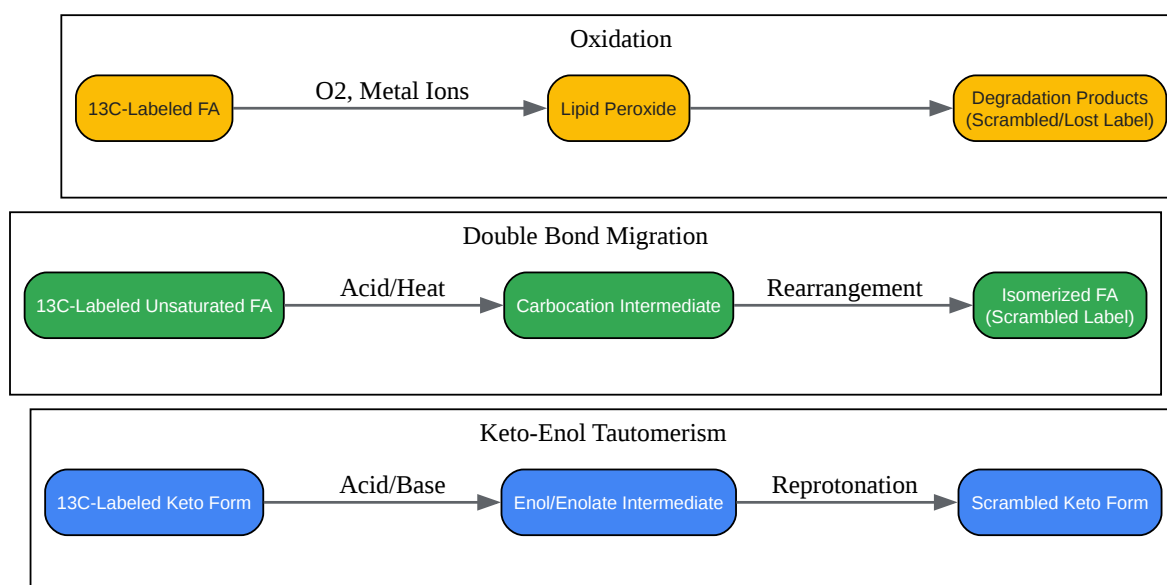 Oxidation
13C-Labeled FA
O2, Metal Ions
Lipid Peroxide
Degradation Products
(Scrambled/Lost Label)
Double Bond Migration
13C-Labeled Unsaturated FA
Acid/Heat
Carbocation Intermediate
Rearrangement
Isomerized FA
(Scrambled Label)
Keto-Enol Tautomerism
13C-Labeled Keto Form
Acid/Base
Enol/Enolate Intermediate
Reprotonation
Scrambled Keto Form